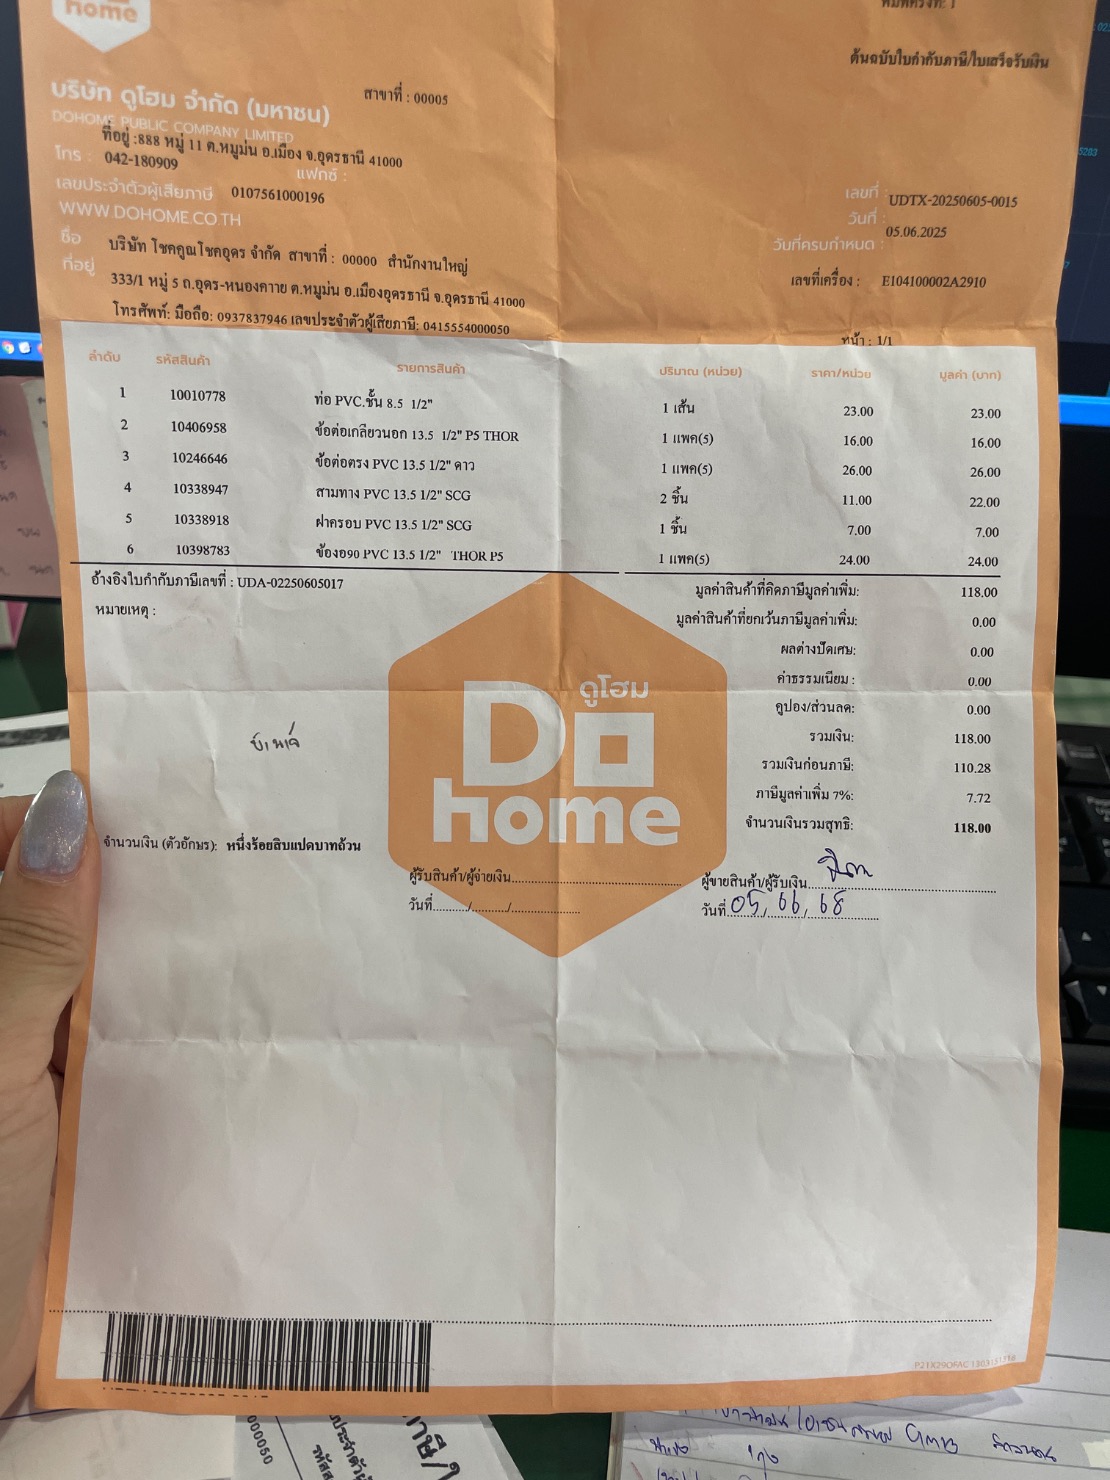 home
พิมพ์ครั้งที่: 1
ต้นฉบับใบกำกับภาษี/ใบเสร็จรับเงิน
บริษัท ดูโฮม จำกัด (มหาชน)
สาขาที่ : 00005
DOHOME PUBLIC COMPANY LIMITED
ที่อยู่ :888 หมู่ 11 ต.หมูม่น อ.เมือง จ.อุดรธานี 41000
โทร : 042-180909 แฟกซ์ :
เลขประจำตัวผู้เสียภาษี 0107561000196
WWW.DOHOME.CO.TH
เลขที่ : UDTX-20250605-0015
วันที่ : 05.06.2025
วันที่ครบกำหนด :
เลขที่เครื่อง : E104100002A2910
ชื่อ บริษัท โชคคูณโชคอุดร จำกัด สาขาที่ : 00000 สำนักงานใหญ่
ที่อยู่ 333/1 หมู่ 5 ถ.อุดร-หนองคาาย ต.หมูม่น อ.เมืองอุดรธานี จ.อุดรธานี 41000
โทรศัพท์: มือถือ: 0937837946 เลขประจำตัวผู้เสียภาษี: 0415554000050
หน้า : 1/1
ลำดับ รหัสสินค้า รายการสินค้า ปริมาณ (หน่วย) ราคา/หน่วย มูลค่า (บาท)
1 10010778 ท่อ PVC.ชั้น 8.5 1/2" 1 เส้น 23.00 23.00
2 10406958 ข้อต่อเกลียวนอก 13.5 1/2" P5 THOR 1 แพค(5) 16.00 16.00
3 10246646 ข้อต่อตรง PVC 13.5 1/2" ดาว 1 แพค(5) 26.00 26.00
4 10338947 สามทาง PVC 13.5 1/2" SCG 2 ชิ้น 11.00 22.00
5 10338918 ฝาครอบ PVC 13.5 1/2" SCG 1 ชิ้น 7.00 7.00
6 10398783 ข้องอ90 PVC 13.5 1/2" THOR P5 1 แพค(5) 24.00 24.00
อ้างอิงใบกำกับภาษีเลขที่ : UDA-02250605017
หมายเหตุ :
มูลค่าสินค้าที่คิดภาษีมูลค่าเพิ่ม: 118.00
มูลค่าสินค้าที่ยกเว้นภาษีมูลค่าเพิ่ม: 0.00
ผลต่างปัดเศษ: 0.00
ค่าธรรมเนียม : 0.00
คูปอง/ส่วนลด: 0.00
รวมเงิน: 118.00
รวมเงินก่อนภาษี: 110.28
ภาษีมูลค่าเพิ่ม 7%: 7.72
จำนวนเงินรวมสุทธิ: 118.00
ดูโฮม
Do
home
จำนวนเงิน (ตัวอักษร): หนึ่งร้อยสิบแปดบาทถ้วน
ผู้รับสินค้า/ผู้จ่ายเงิน
วันที่ ........../........../....................
ผู้ขายสินค้า/ผู้รับเงิน
วันที่ 05, 06, 68
P21X29OFAC
000050